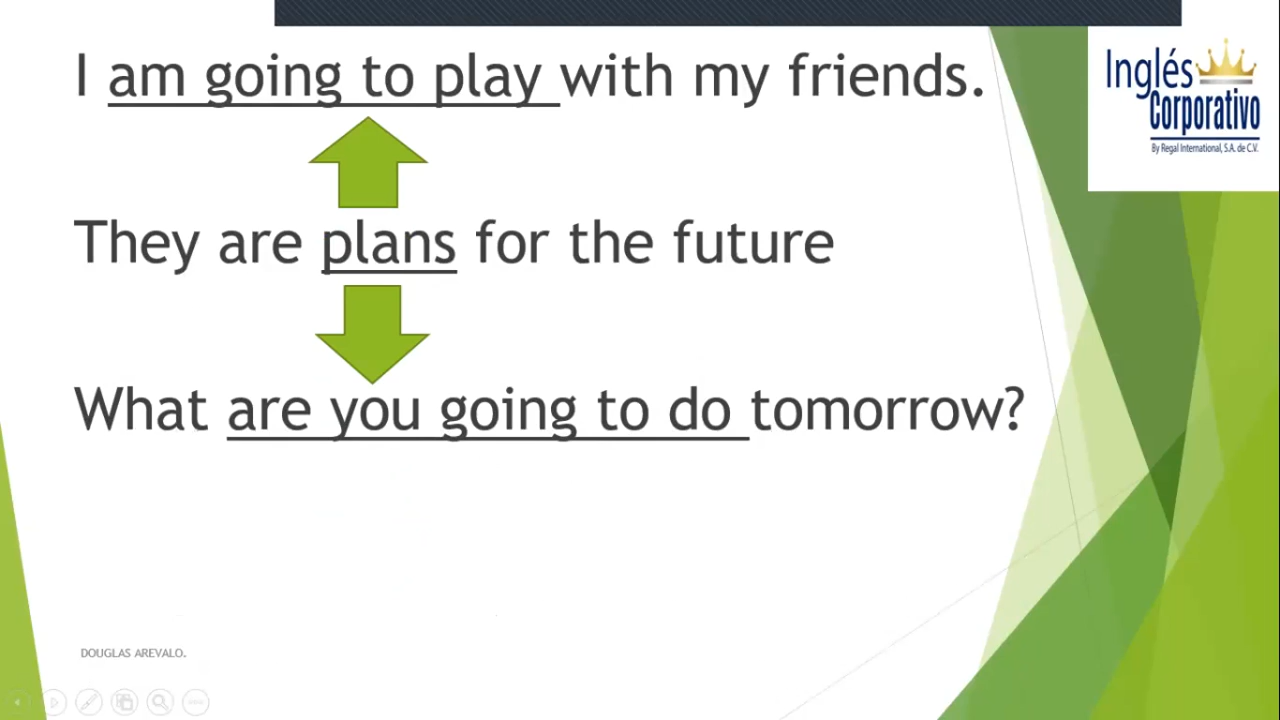 I am going to play with my friends.
Inglés
Corporativo
By Regal International, S.A. de C.V.
They are plans for the future
What are you going to do tomorrow?
DOUGLAS AREVALO.